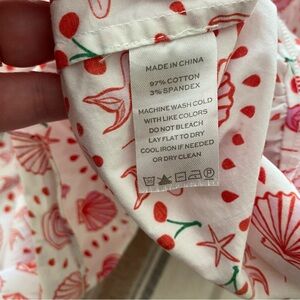 MADE IN CHINA
97% COTTON
3% SPANDEX
MACHINE WASH COLD
WITH LIKE COLORS
DO NOT BLEACH
LAY FLAT TO DRY
COOL IRON IF NEEDED
OR DRY CLEAN